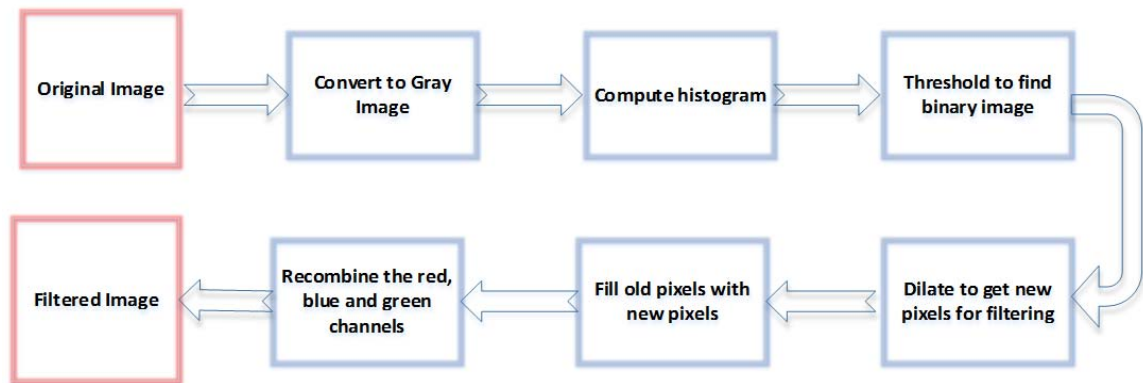 Original Image
Convert to Gray
Image
Compute histogram
Threshold to find
binary image
Dilate to get new
pixels for filtering
Fill old pixels with
new pixels
Recombine the red,
blue and green
channels
Filtered Image